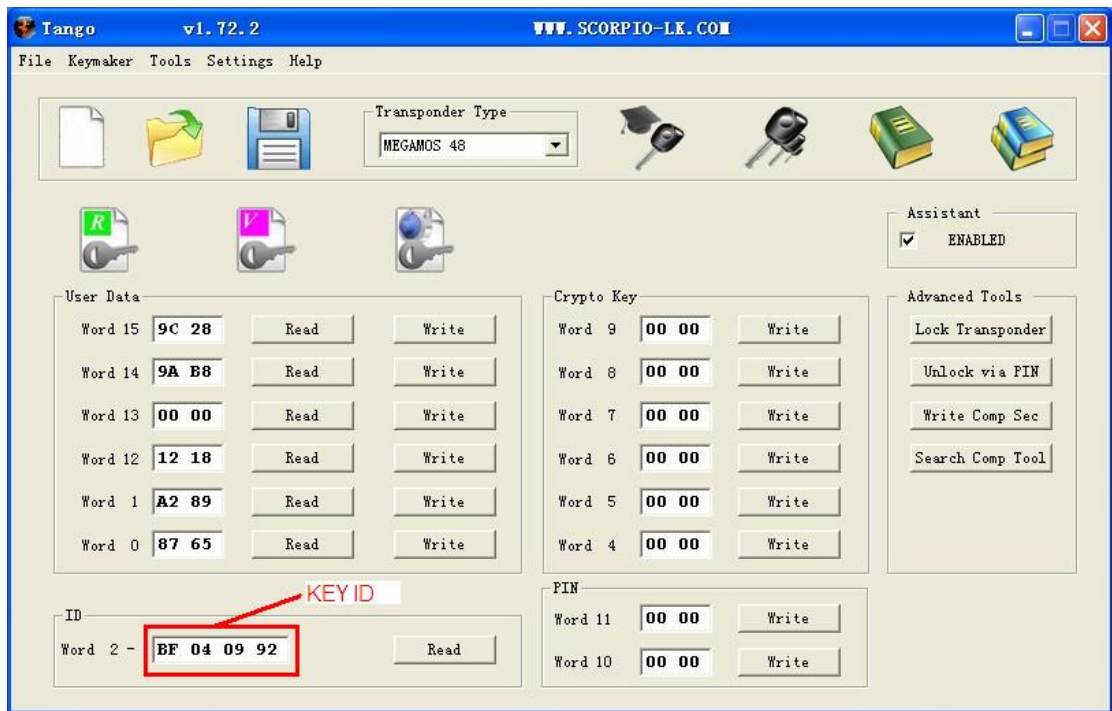 Tango v1.72.2 WWW.SCORPIO-LK.COM
File Keymaker Tools Settings Help
Transponder Type
MEGAMOS 48
R
V
Assistant
ENABLED
User Data
Word 15 9C 28 Read Write
Word 14 9A B8 Read Write
Word 13 00 00 Read Write
Word 12 12 18 Read Write
Word 1 A2 89 Read Write
Word 0 87 65 Read Write
Crypto Key
Word 9 00 00 Write
Word 8 00 00 Write
Word 7 00 00 Write
Word 6 00 00 Write
Word 5 00 00 Write
Word 4 00 00 Write
Advanced Tools
Lock Transponder
Unlock via PIN
Write Comp Sec
Search Comp Tool
KEY ID
ID
Word 2 - BF 04 09 92 Read
PIN
Word 11 00 00 Write
Word 10 00 00 Write